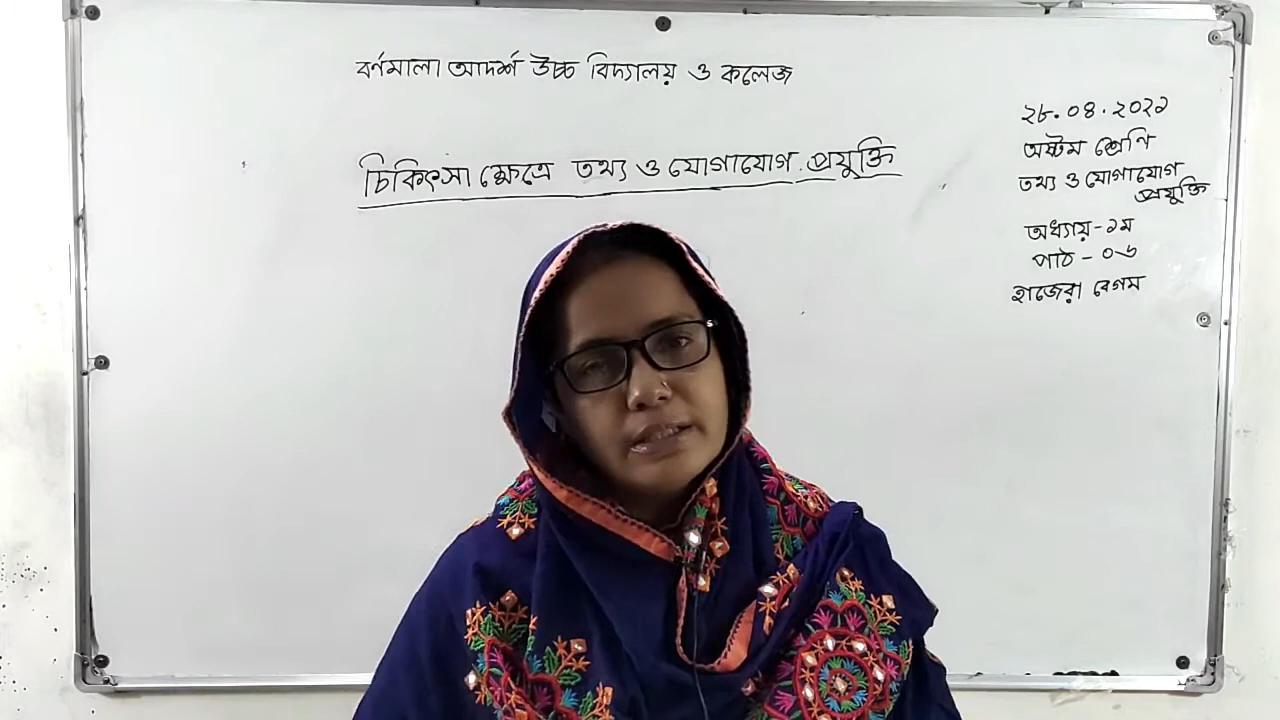 বর্ণমালা আদর্শ উচ্চ বিদ্যালয় ও কলেজ
চিকিৎসা ক্ষেত্রে তথ্য ও যোগাযোগ প্রযুক্তি
২৮.০৪.২০২১
অষ্টম শ্রেণি
তথ্য ও যোগাযোগ
প্রযুক্তি
অধ্যায়-১ম
পাঠ - ০৬
হাজেরা বেগম